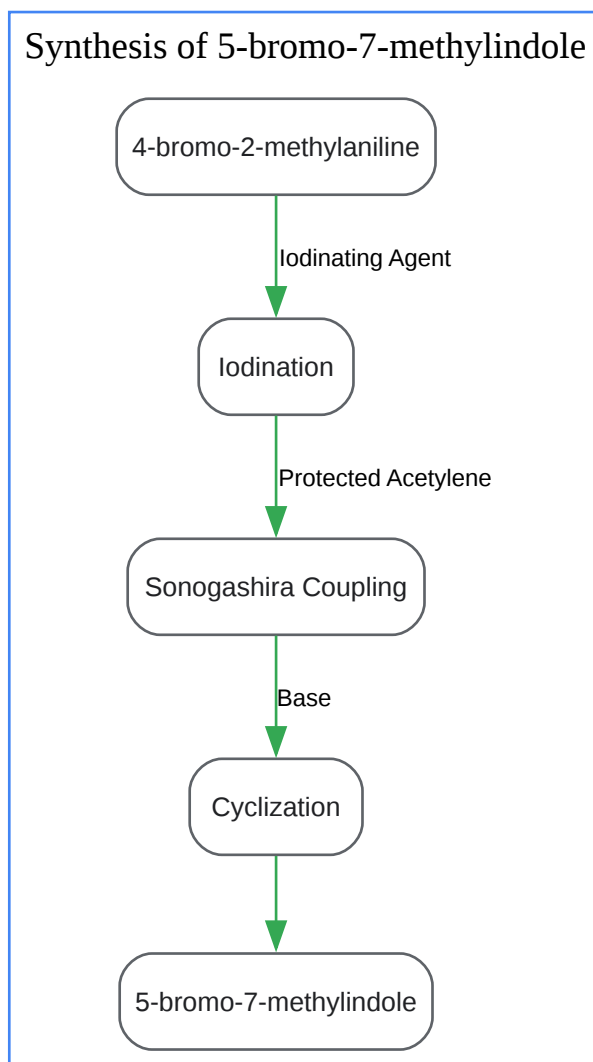 Synthesis of 5-bromo-7-methylindole
4-bromo-2-methylaniline
Iodinating Agent
Iodination
Protected Acetylene
Sonogashira Coupling
Base
Cyclization
5-bromo-7-methylindole